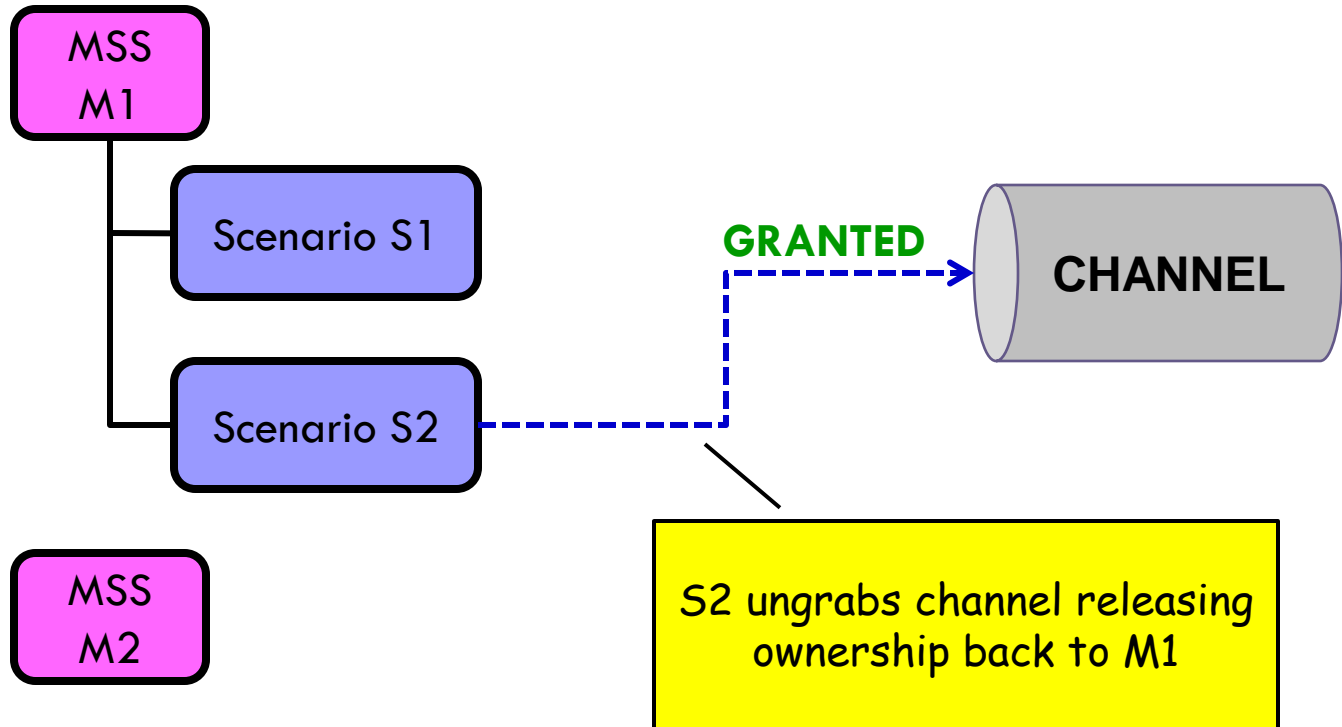 MSS
M1
Scenario S1
GRANTED
CHANNEL
Scenario S2
S2 ungrabs channel releasing
ownership back to M1
MSS
M2